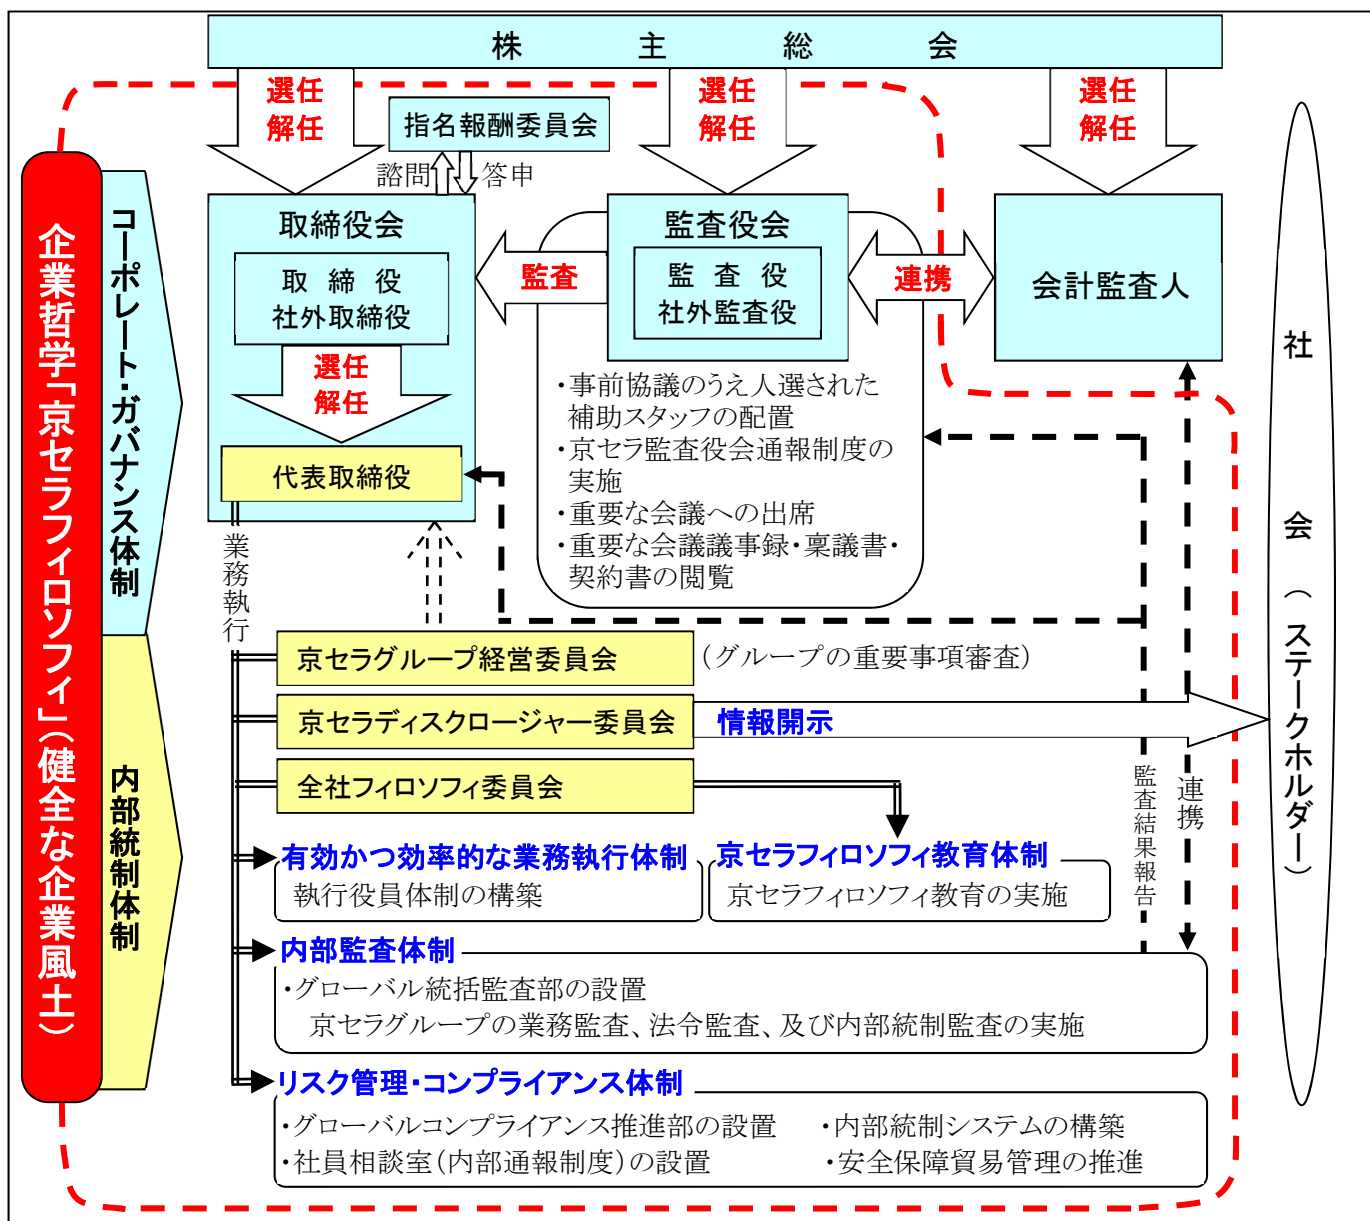 株主総会
選任
解任
選任
解任
選任
解任
指名報酬委員会
諮問
答申
企業哲学「京セラフィロソフィ」(健全な企業風土)
コーポレート・ガバナンス体制
内部統制体制
取締役会
取締役
社外取締役
選任
解任
代表取締役
監査
監査役会
監査役
社外監査役
連携
会計監査人
・事前協議のうえ人選された
補助スタッフの配置
・京セラ監査役会通報制度の
実施
・重要な会議への出席
・重要な会議議事録・稟議書・
契約書の閲覧
業務執行
京セラグループ経営委員会
(グループの重要事項審査)
京セラディスクロージャー委員会
情報開示
全社フィロソフィ委員会
監査結果報告
連携
社会(ステークホルダー)
有効かつ効率的な業務執行体制
執行役員体制の構築
京セラフィロソフィ教育体制
京セラフィロソフィ教育の実施
内部監査体制
・グローバル統括監査部の設置
京セラグループの業務監査、法令監査、及び内部統制監査の実施
リスク管理・コンプライアンス体制
・グローバルコンプライアンス推進部の設置
・内部統制システムの構築
・社員相談室(内部通報制度)の設置
・安全保障貿易管理の推進